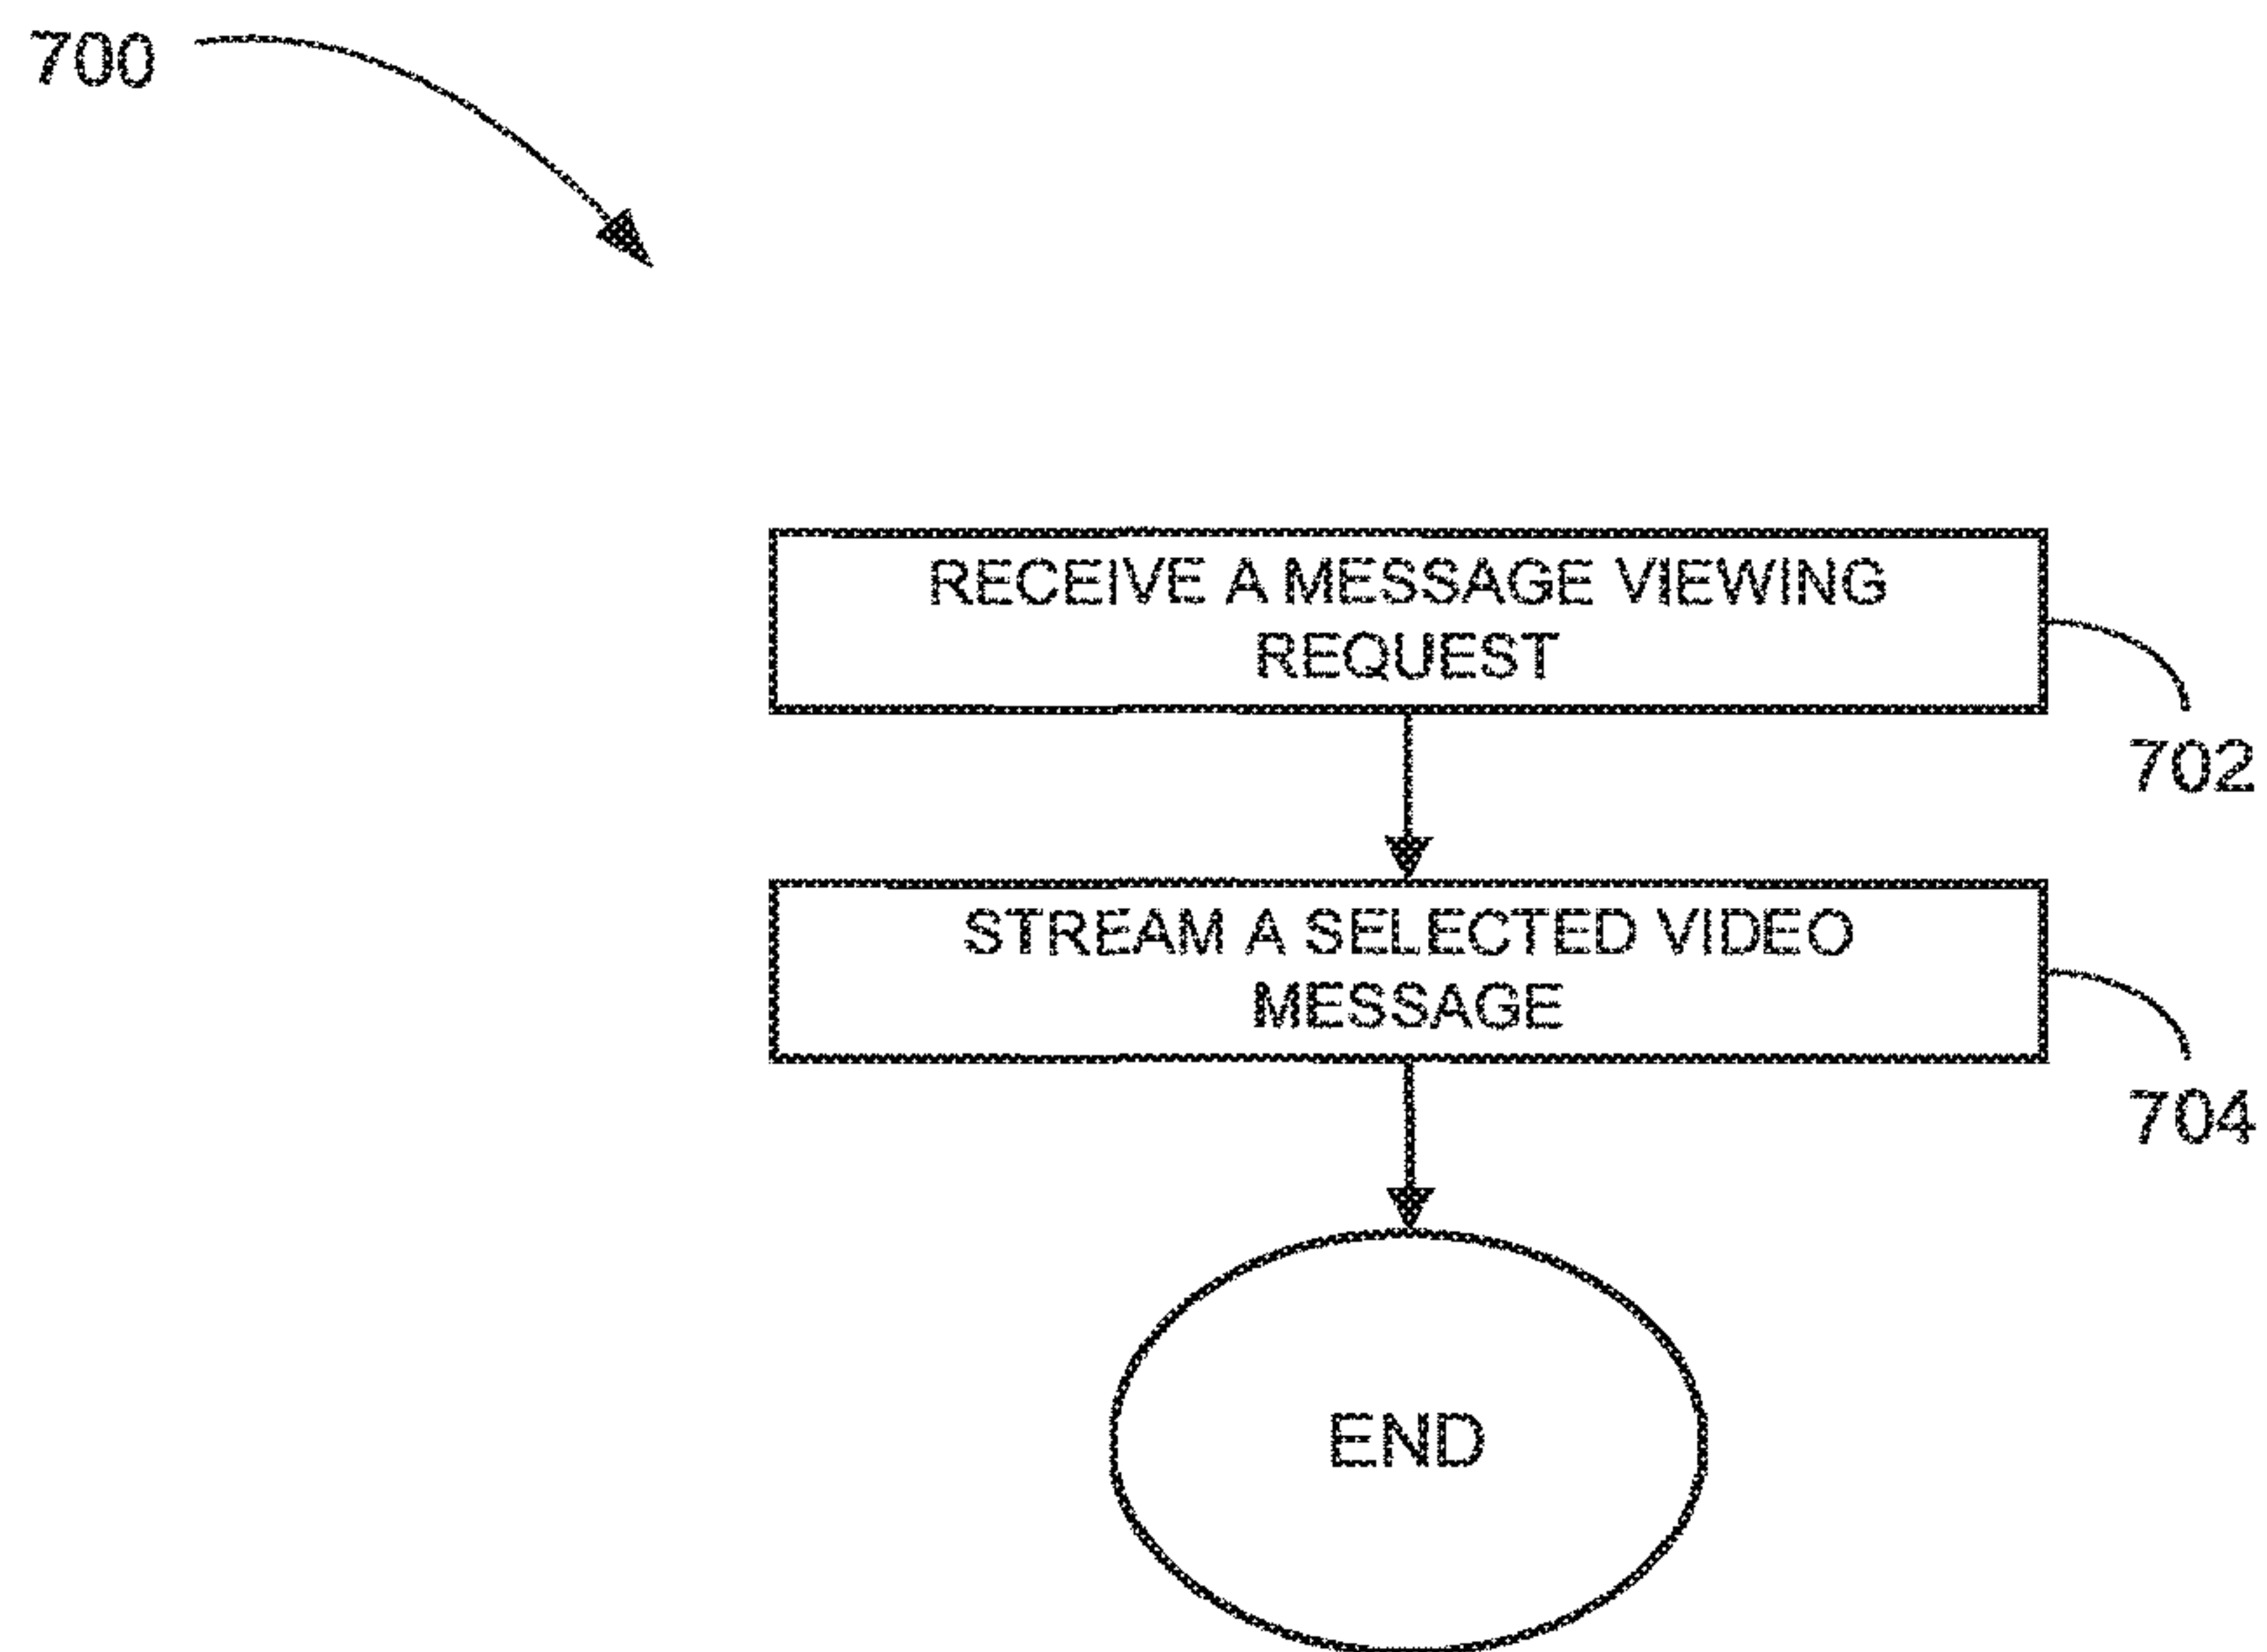 700
RECEIVE A MESSAGE VIEWING
REQUEST
702
STREAM A SELECTED VIDEO
MESSAGE
704
END